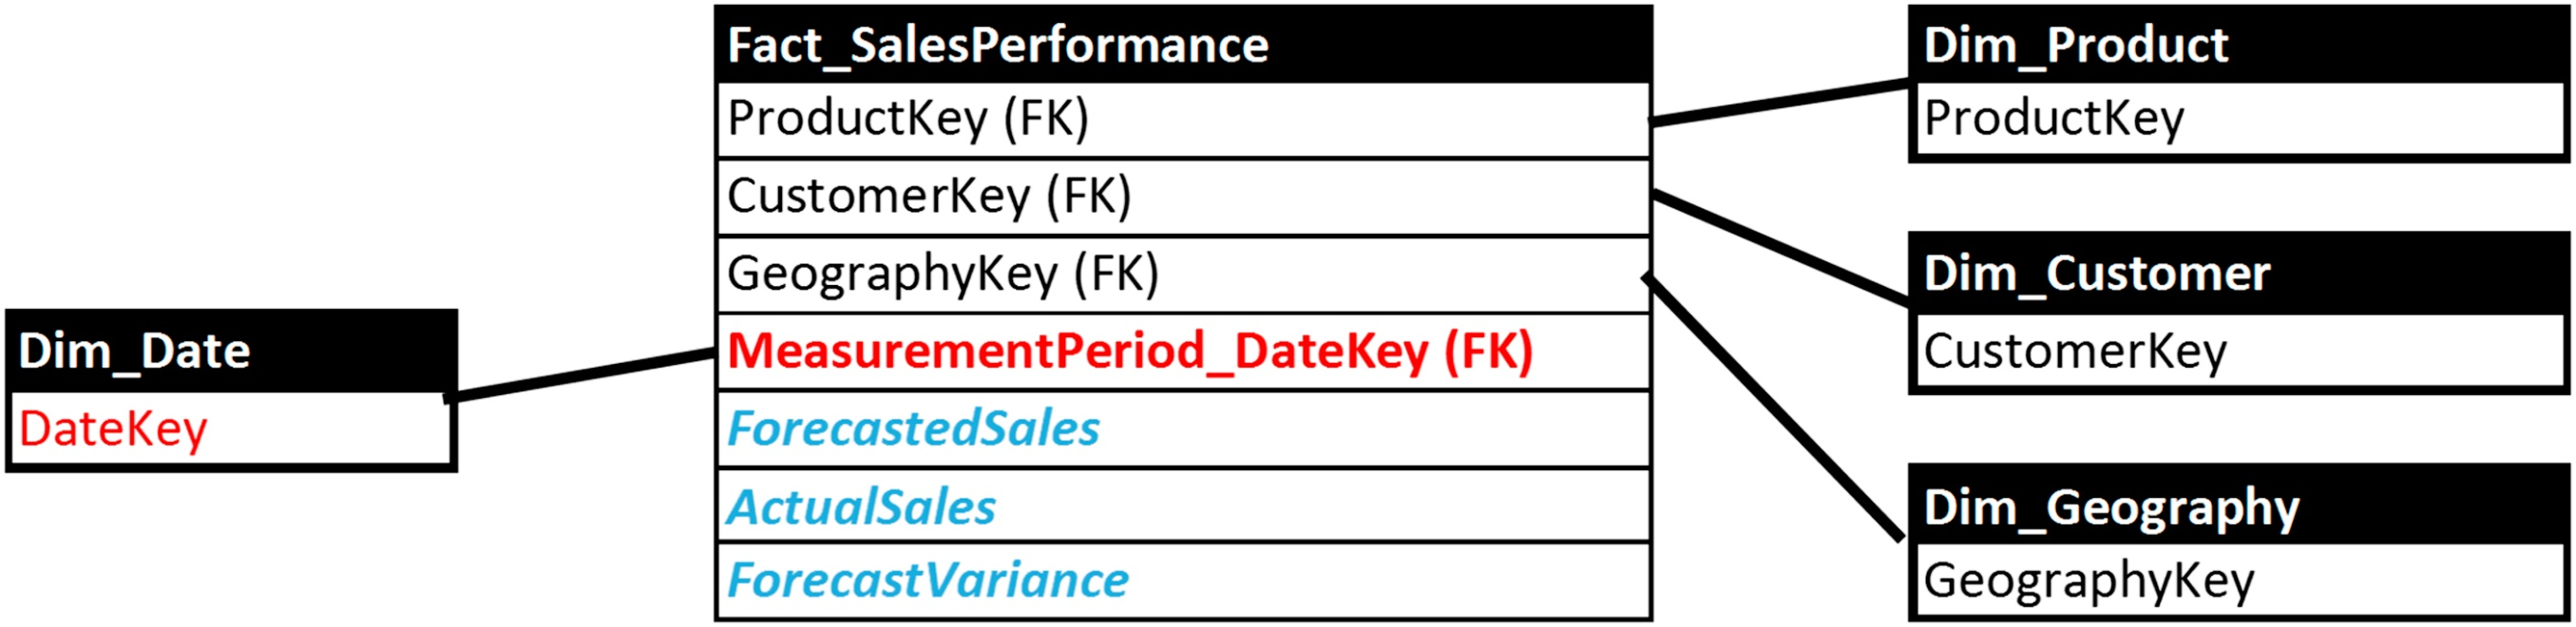 Dim_Date
DateKey
Fact_SalesPerformance
ProductKey (FK)
CustomerKey (FK)
GeographyKey (FK)
MeasurementPeriod_DateKey (FK)
ForecastedSales
ActualSales
ForecastVariance
Dim_Product
ProductKey
Dim_Customer
CustomerKey
Dim_Geography
GeographyKey